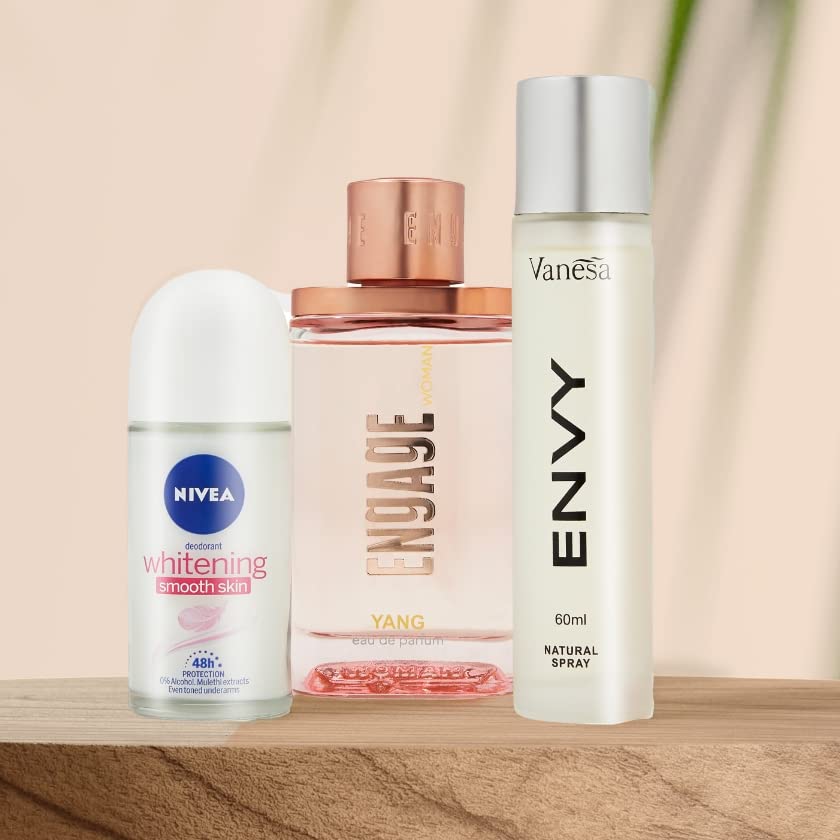 NIVEA
deodorant
whitening
smooth skin
48h
PROTECTION
0% Alcohol. Mulethi extracts
Even toned underarms
WOMAN
ENGAGE
YANG
eau de parfum
Vanesa
ENVY
60ml
NATURAL
SPRAY